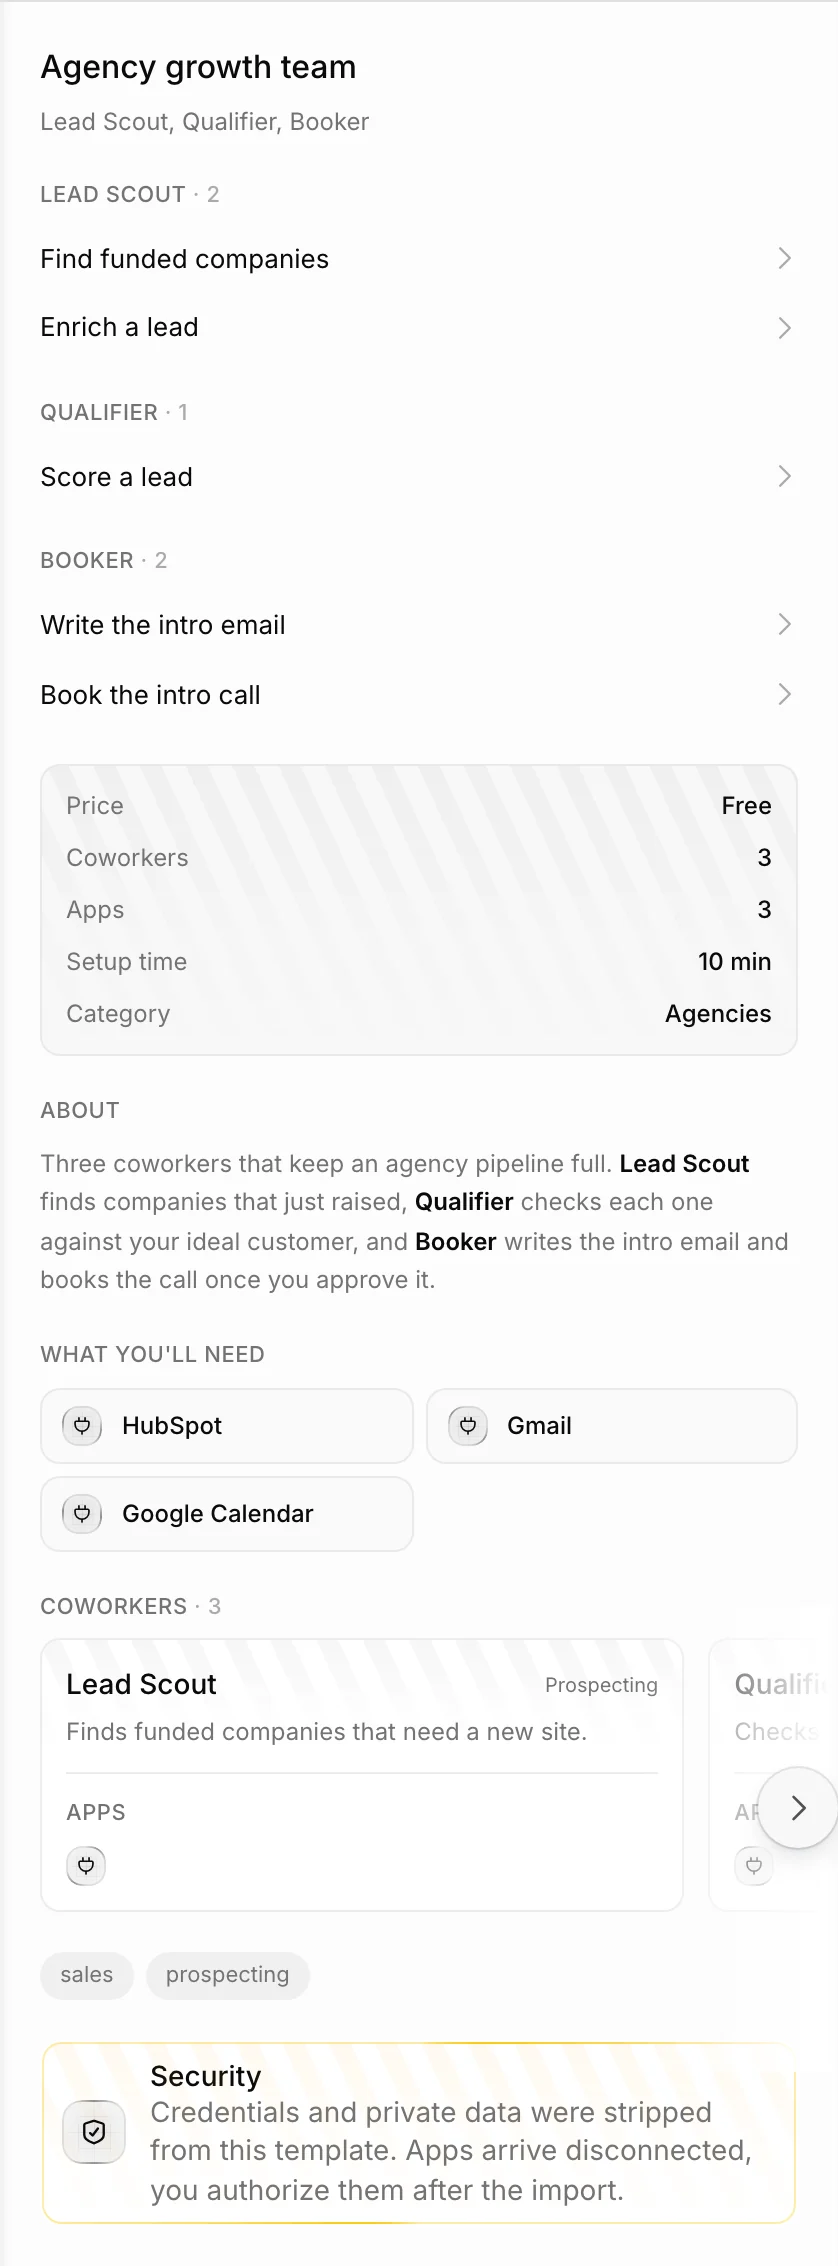 Agency growth team
Lead Scout, Qualifier, Booker
LEAD SCOUT · 2
Find funded companies
Enrich a lead
QUALIFIER · 1
Score a lead
BOOKER · 2
Write the intro email
Book the intro call
Price Free
Coworkers 3
Apps 3
Setup time 10 min
Category Agencies
ABOUT
Three coworkers that keep an agency pipeline full. Lead Scout
finds companies that just raised, Qualifier checks each one
against your ideal customer, and Booker writes the intro email and
books the call once you approve it.
WHAT YOU'LL NEED
HubSpot Gmail
Google Calendar
COWORKERS · 3
Lead Scout Prospecting
Finds funded companies that need a new site.
APPS
Checks
sales prospecting
Security
Credentials and private data were stripped
from this template. Apps arrive disconnected,
you authorize them after the import.